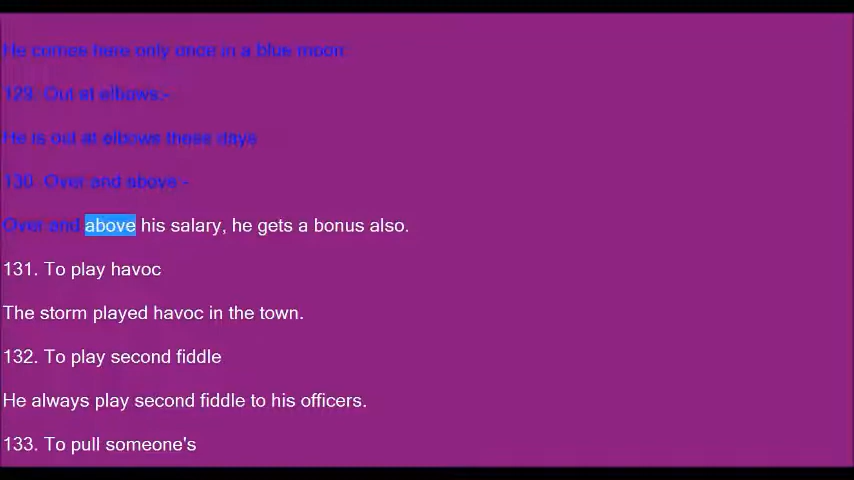 He comes here only once in a blue moon
129. Out at elbows.-
He is out at elbows these days
130. Over and above -
Over and above his salary, he gets a bonus also.
131. To play havoc
The storm played havoc in the town.
132. To play second fiddle
He always play second fiddle to his officers.
133. To pull someone's